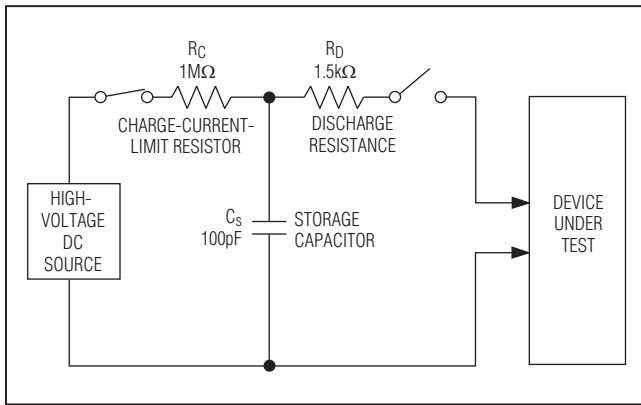 RC
1MΩ
CHARGE-CURRENT-
LIMIT RESISTOR
RD
1.5kΩ
DISCHARGE
RESISTANCE
HIGH-
VOLTAGE
DC
SOURCE
CS
100pF
STORAGE
CAPACITOR
DEVICE
UNDER
TEST